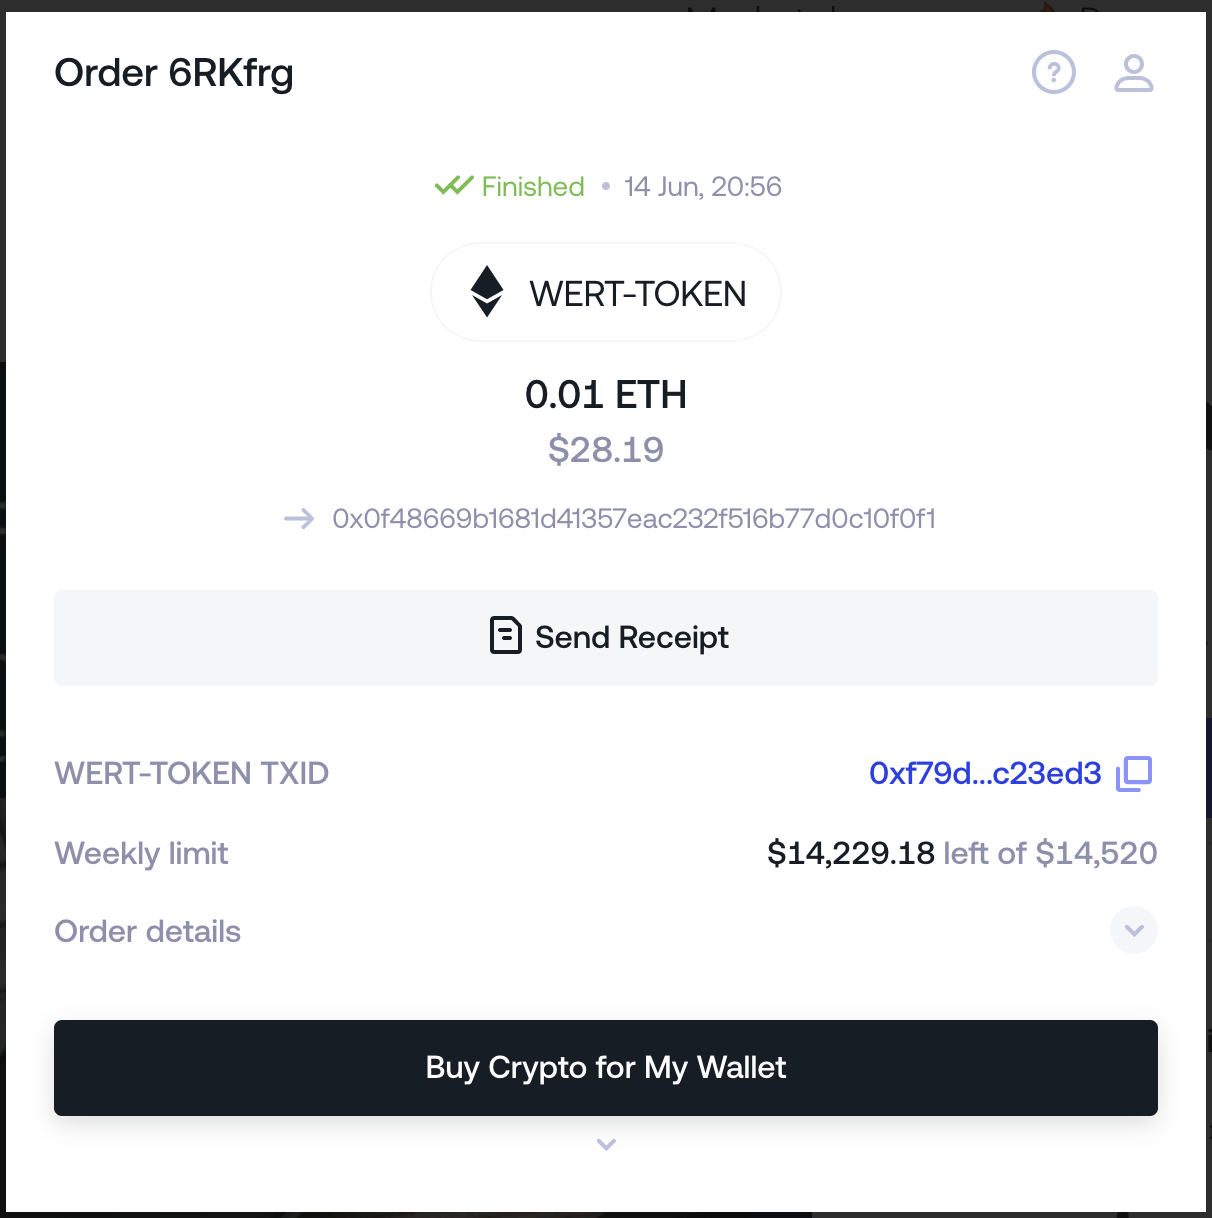 Order 6RKfrg
Finished • 14 Jun, 20:56
WERT-TOKEN
0.01 ETH
$28.19
→ 0x0f48669b1681d41357eac232f516b77d0c10f0f1
Send Receipt
WERT-TOKEN TXID 0xf79d...c23ed3
Weekly limit $14,229.18 left of $14,520
Order details
Buy Crypto for My Wallet